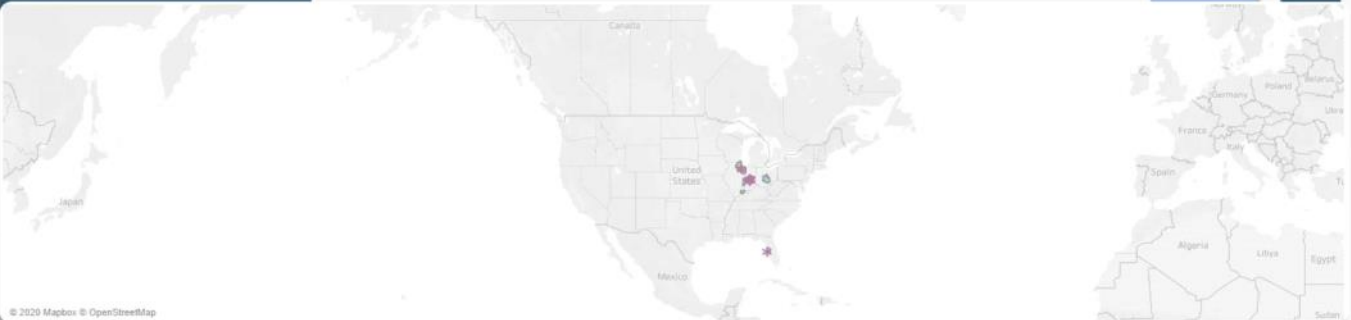 Canada
Belarus
Germany
Poland
France
Italy
United
States
Spain
Japan
Algeria
Libya
Egypt
Mexico
© 2020 Mapbox © OpenStreetMap
Sudan